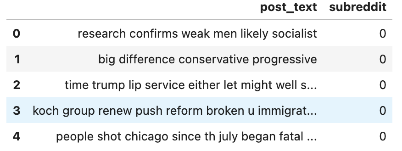 post_text subreddit
0 research confirms weak men likely socialist 0
1 big difference conservative progressive 0
2 time trump lip service either let might well s... 0
3 koch group renew push reform broken u immigrat... 0
4 people shot chicago since th july began fatal ... 0